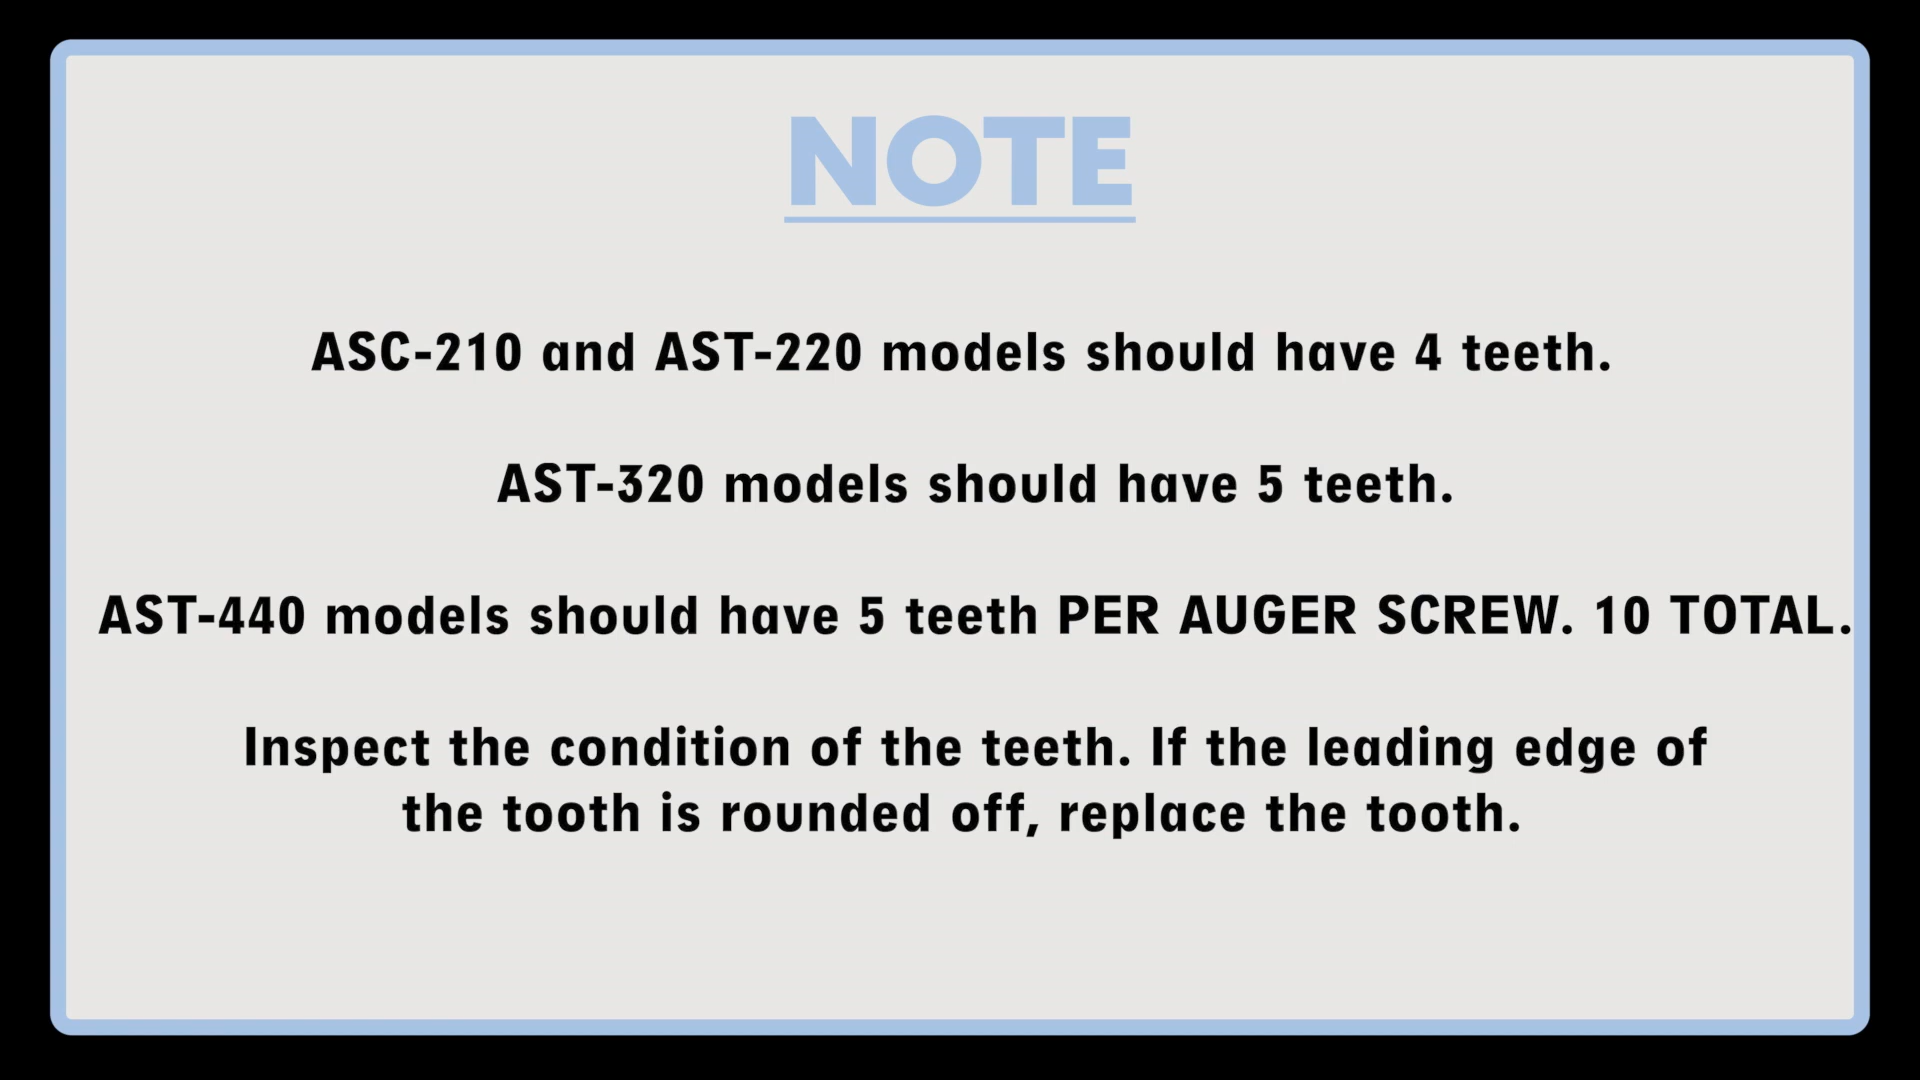 NOTE
ASC-210 and AST-220 models should have 4 teeth.
AST-320 models should have 5 teeth.
AST-440 models should have 5 teeth PER AUGER SCREW. 10 TOTAL.
Inspect the condition of the teeth. If the leading edge of
the tooth is rounded off, replace the tooth.